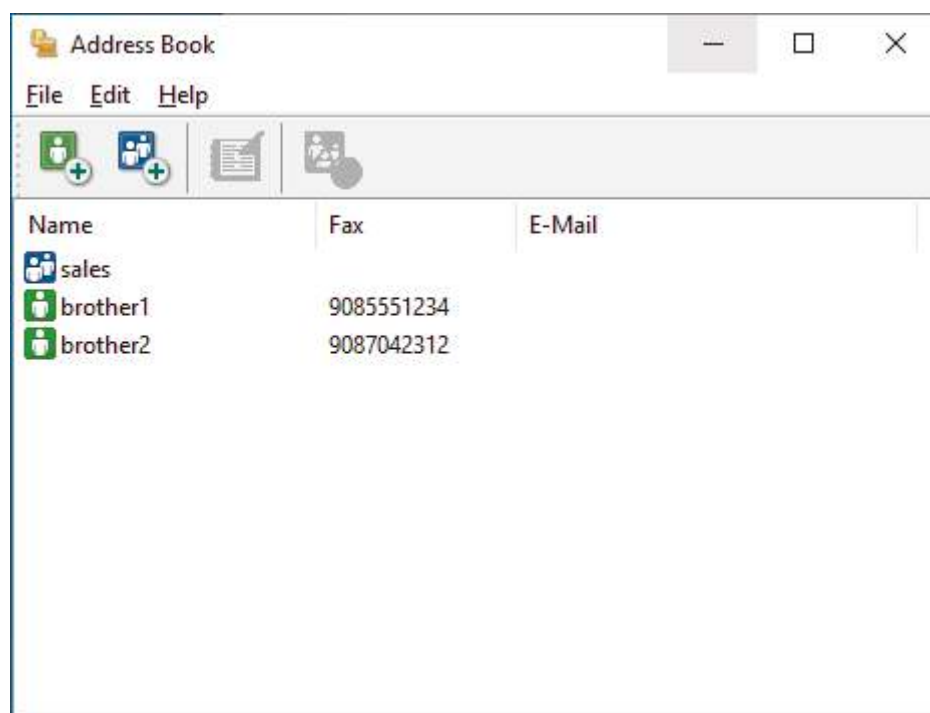 Address Book
File Edit Help
Name Fax E-Mail
sales
brother1 9085551234
brother2 9087042312